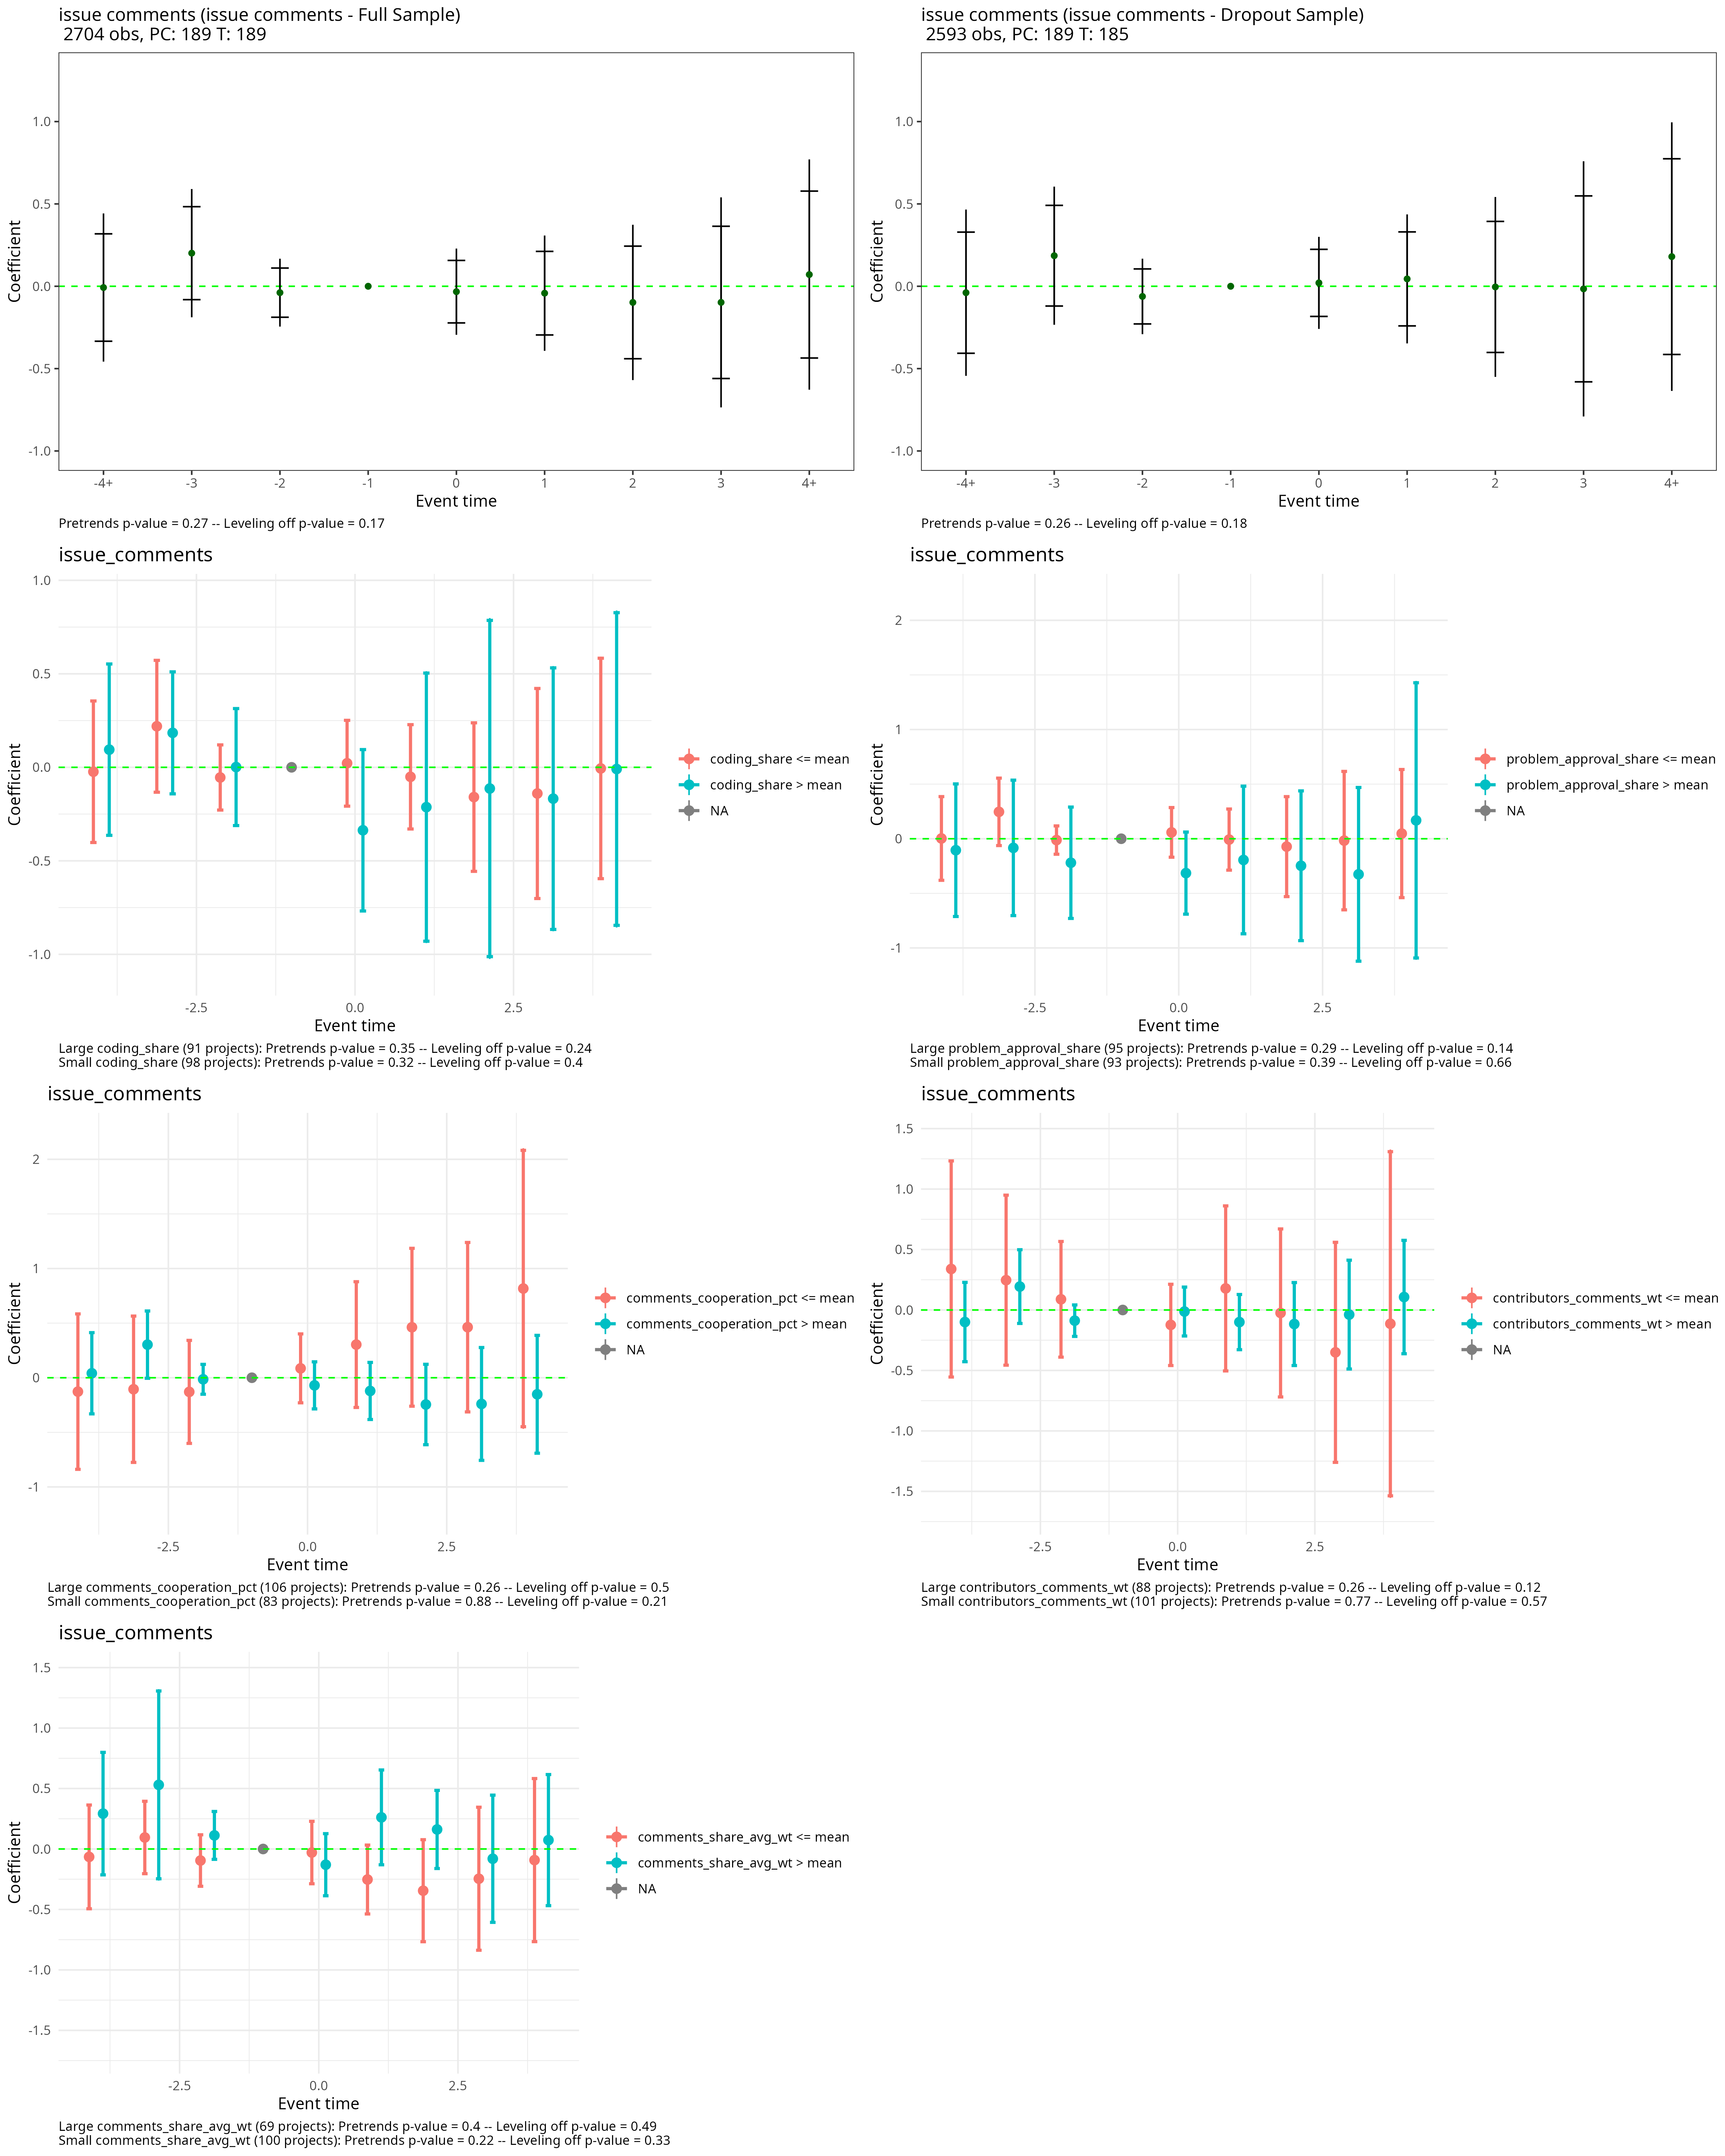 issue comments (issue comments - Full Sample)
2704 obs, PC: 189 T: 189
Coefficient
1.0
0.5
0.0
-0.5
-1.0
-4+ -3 -2 -1 0 1 2 3 4+
Event time
Pretrends p-value = 0.27 -- Leveling off p-value = 0.17
issue comments (issue comments - Dropout Sample)
2593 obs, PC: 189 T: 185
Coefficient
1.0
0.5
0.0
-0.5
-1.0
-4+ -3 -2 -1 0 1 2 3 4+
Event time
Pretrends p-value = 0.26 -- Leveling off p-value = 0.18
issue_comments
Coefficient
1.0
0.5
0.0
-0.5
-1.0
-2.5 0.0 2.5
Event time
coding_share <= mean
coding_share > mean
NA
Large coding_share (91 projects): Pretrends p-value = 0.35 -- Leveling off p-value = 0.24
Small coding_share (98 projects): Pretrends p-value = 0.32 -- Leveling off p-value = 0.4
issue_comments
Coefficient
2
1
0
-1
-2.5 0.0 2.5
Event time
problem_approval_share <= mean
problem_approval_share > mean
NA
Large problem_approval_share (95 projects): Pretrends p-value = 0.29 -- Leveling off p-value = 0.14
Small problem_approval_share (93 projects): Pretrends p-value = 0.39 -- Leveling off p-value = 0.66
issue_comments
Coefficient
2
1
0
-1
-2.5 0.0 2.5
Event time
comments_cooperation_pct <= mean
comments_cooperation_pct > mean
NA
Large comments_cooperation_pct (106 projects): Pretrends p-value = 0.26 -- Leveling off p-value = 0.5
Small comments_cooperation_pct (83 projects): Pretrends p-value = 0.88 -- Leveling off p-value = 0.21
issue_comments
Coefficient
1.5
1.0
0.5
0.0
-0.5
-1.0
-1.5
-2.5 0.0 2.5
Event time
contributors_comments_wt <= mean
contributors_comments_wt > mean
NA
Large contributors_comments_wt (88 projects): Pretrends p-value = 0.26 -- Leveling off p-value = 0.12
Small contributors_comments_wt (101 projects): Pretrends p-value = 0.77 -- Leveling off p-value = 0.57
issue_comments
Coefficient
1.5
1.0
0.5
0.0
-0.5
-1.0
-1.5
-2.5 0.0 2.5
Event time
comments_share_avg_wt <= mean
comments_share_avg_wt > mean
NA
Large comments_share_avg_wt (69 projects): Pretrends p-value = 0.4 -- Leveling off p-value = 0.49
Small comments_share_avg_wt (100 projects): Pretrends p-value = 0.22 -- Leveling off p-value = 0.33